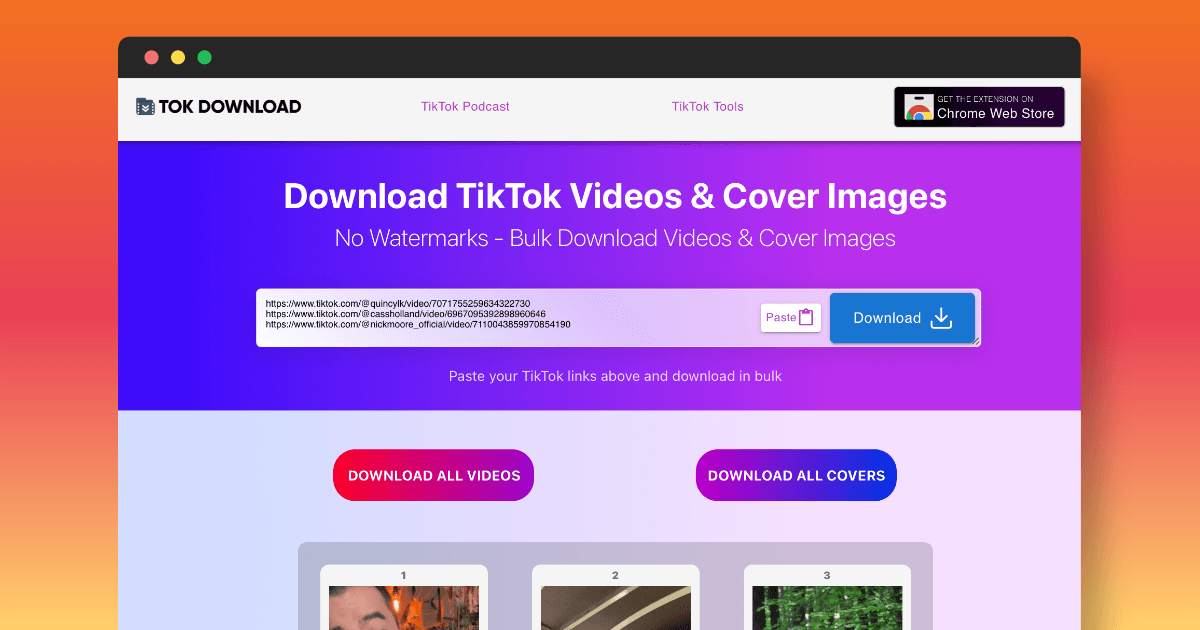 TOK DOWNLOAD
TikTok Podcast
TikTok Tools
GET THE EXTENSION ON
Chrome Web Store
Download TikTok Videos & Cover Images
No Watermarks - Bulk Download Videos & Cover Images
https://www.tiktok.com/@quincylk/video/7071755259634322730
https://www.tiktok.com/@cassholland/video/6967095392898960646
https://www.tiktok.com/@nickmoore_official/video/7110043859970854190
Paste
Download
Paste your TikTok links above and download in bulk
DOWNLOAD ALL VIDEOS
DOWNLOAD ALL COVERS
1
2
3